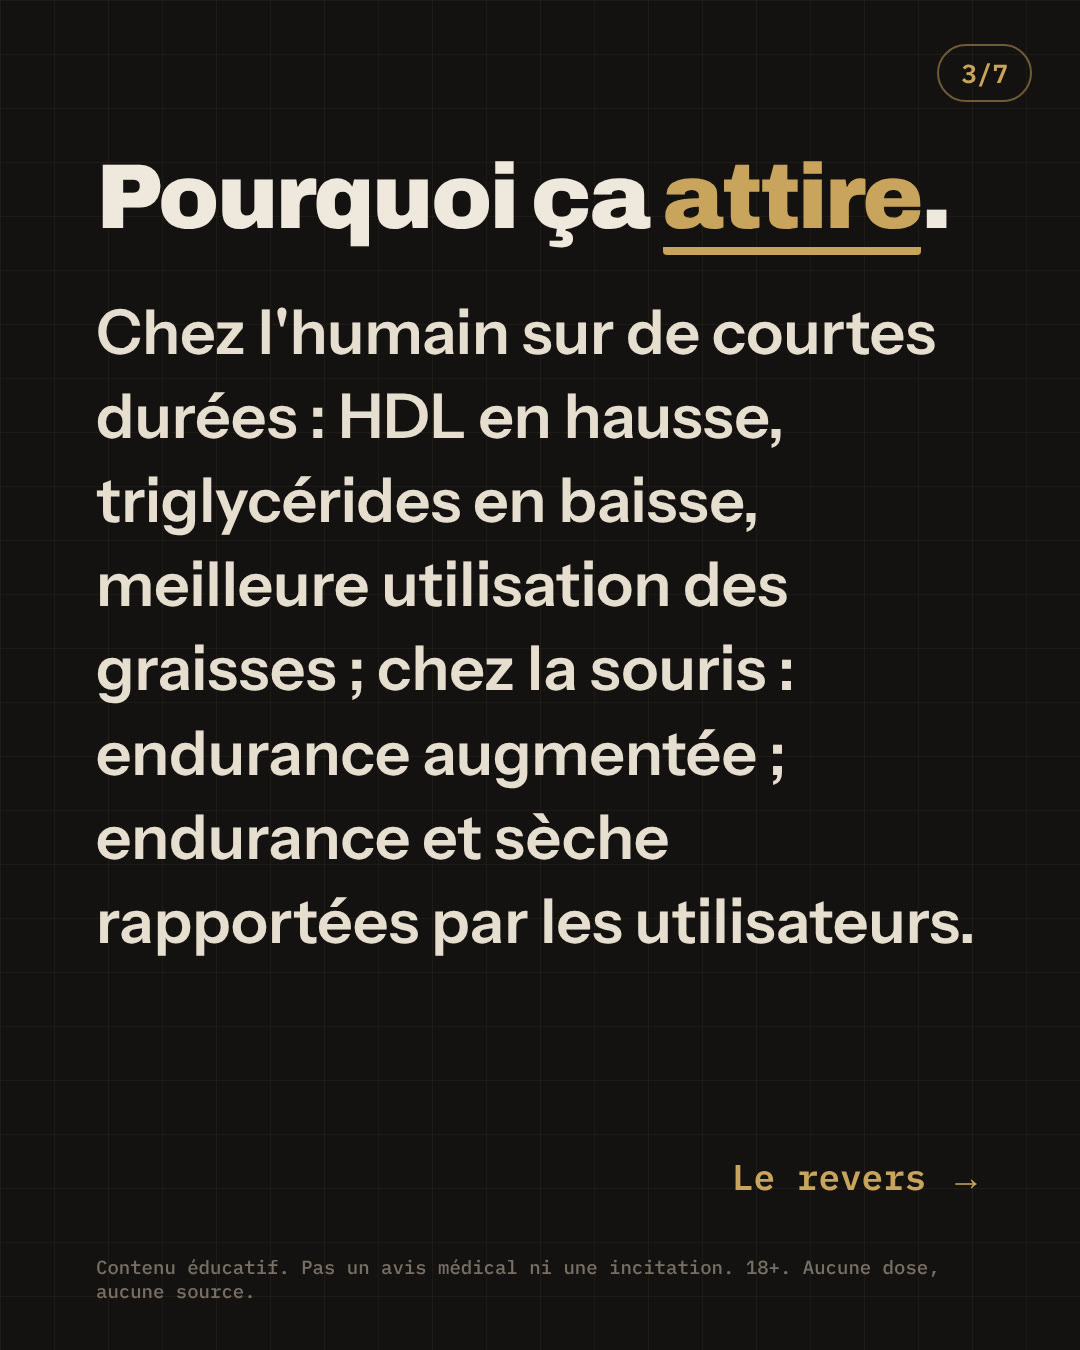 3/7
Pourquoi ça attire.
Chez l'humain sur de courtes
durées : HDL en hausse,
triglycérides en baisse,
meilleure utilisation des
graisses ; chez la souris :
endurance augmentée ;
endurance et sèche
rapportées par les utilisateurs.
Le revers →
Contenu éducatif. Pas un avis médical ni une incitation. 18+. Aucune dose,
aucune source.